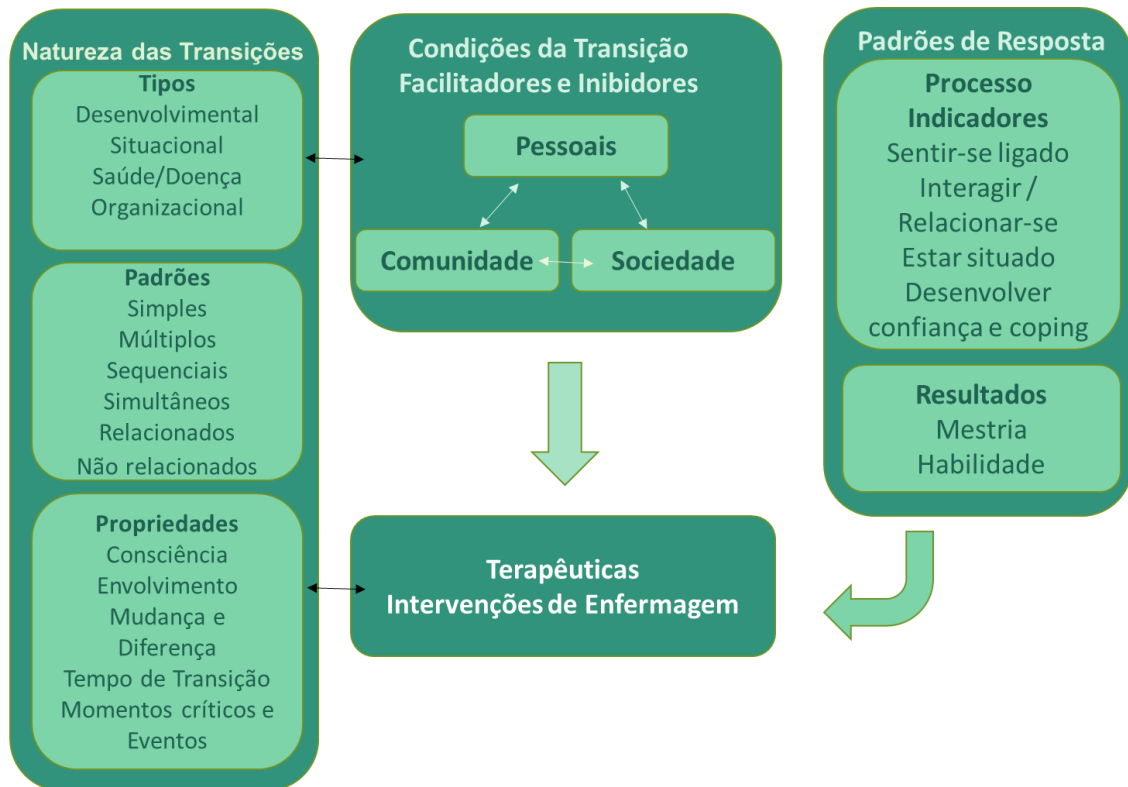 Natureza das Transições
Tipos
Desenvolvimental
Situacional
Saúde/Doença
Organizacional
Padrões
Simples
Múltiplos
Sequenciais
Simultâneos
Relacionados
Não relacionados
Propriedades
Consciência
Envolvimento
Mudança e
Diferença
Tempo de Transição
Momentos críticos e
Eventos
Condições da Transição
Facilitadores e Inibidores
Pessoais
Comunidade
Sociedade
Terapêuticas
Intervenções de Enfermagem
Padrões de Resposta
Processo
Indicadores
Sentir-se ligado
Interagir /
Relacionar-se
Estar situado
Desenvolver
confiança e coping
Resultados
Mestria
Habilidade